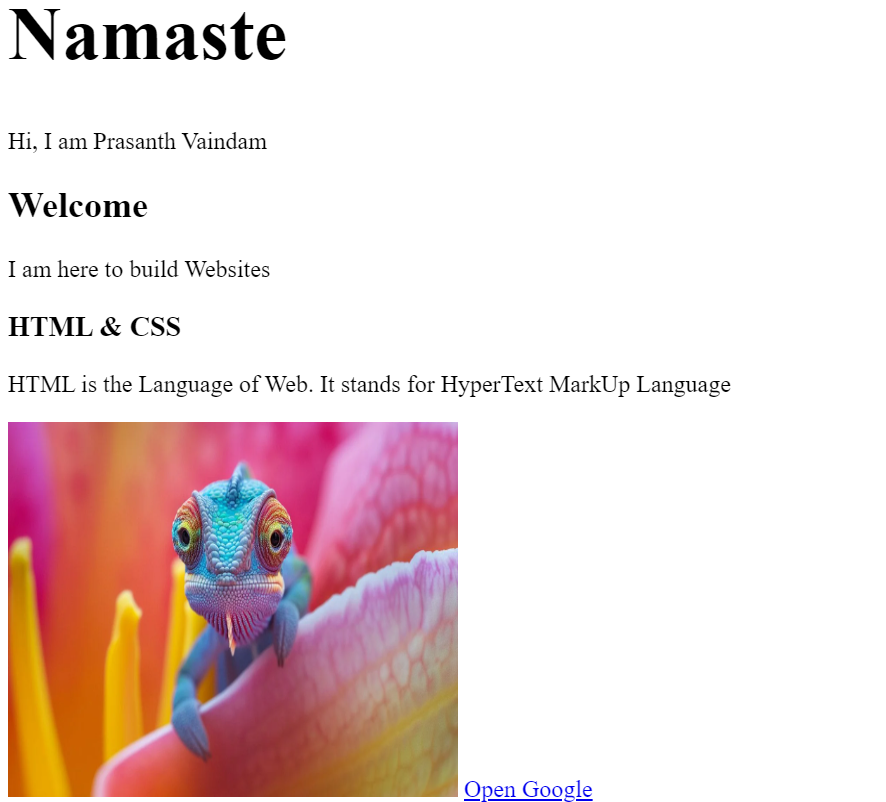 Namaste
Hi, I am Prasanth Vaindam
Welcome
I am here to build Websites
HTML & CSS
HTML is the Language of Web. It stands for HyperText MarkUp Language
Open Google